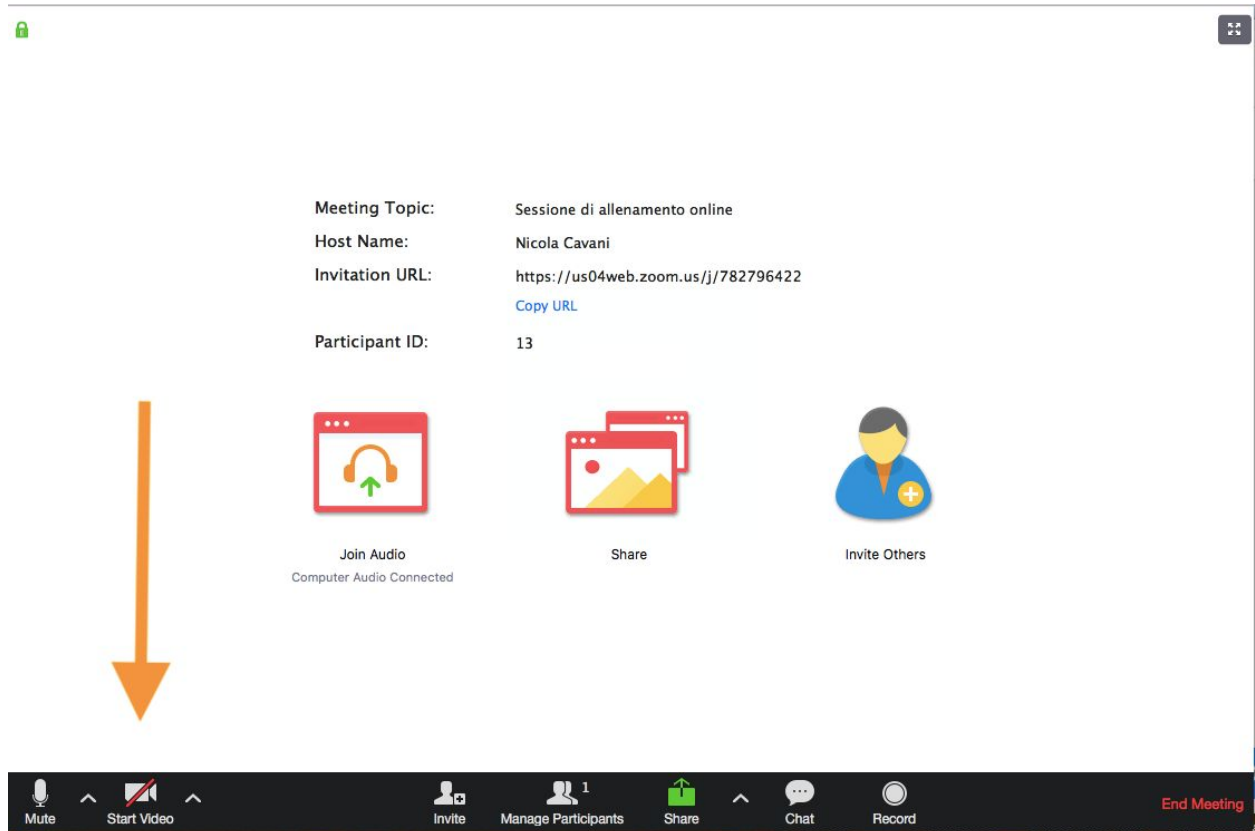 Meeting Topic: Sessione di allenamento online
Host Name: Nicola Cavani
Invitation URL: https://us04web.zoom.us/j/782796422
Copy URL
Participant ID: 13
Join Audio Share Invite Others
Computer Audio Connected
1
Mute Start Video Invite Manage Participants Share Chat Record End Meeting